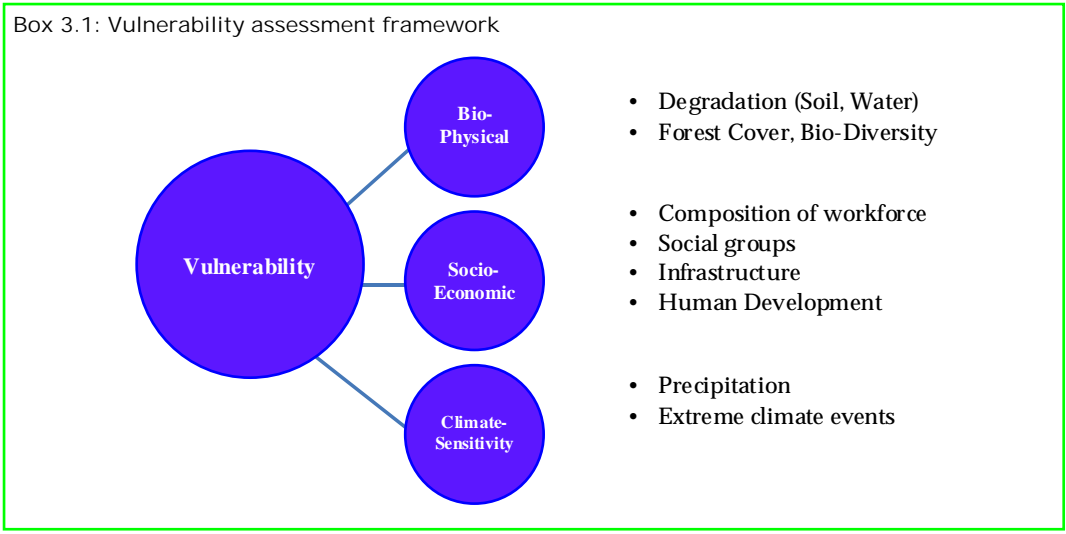 Box 3.1: Vulnerability assessment framework
Vulnerability
Bio-
Physical
• Degradation (Soil, Water)
• Forest Cover, Bio-Diversity
Socio-
Economic
• Composition of workforce
• Social groups
• Infrastructure
• Human Development
Climate-
Sensitivity
• Precipitation
• Extreme climate events